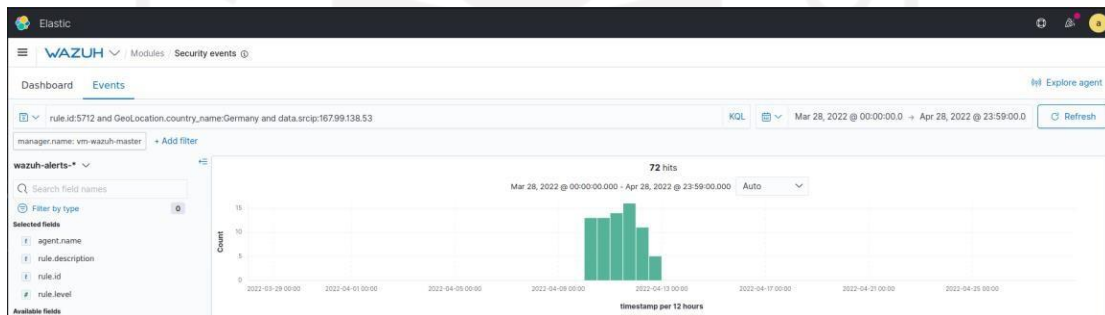 Elastic
a
WAZUH Modules Security events
Dashboard Events
Explore agent
rule.id:5712 and GeoLocation.country_name:Germany and data.srcip:167.99.138.53
KQL
Mar 28, 2022 @ 00:00:00.0 → Apr 28, 2022 @ 23:59:00.0
Refresh
manager.name: vm-wazuh-master + Add filter
wazuh-alerts-*
72 hits
Search field names
Mar 28, 2022 @ 00:00:00.000 - Apr 28, 2022 @ 23:59:00.000 Auto
Filter by type 0
Selected fields
t agent.name
t rule.description
t rule.id
# rule.level
Available fields
Count
15
10
5
0
2022-03-29 00:00 2022-04-01 00:00 2022-04-05 00:00 2022-04-09 00:00 2022-04-13 00:00 2022-04-17 00:00 2022-04-21 00:00 2022-04-25 00:00
timestamp per 12 hours